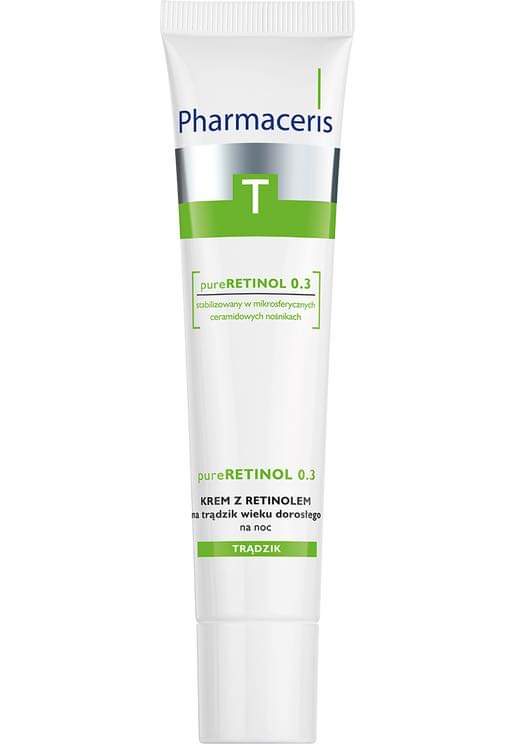 Pharmaceris
T
pureRETINOL 0.3
stabilizowany w mikrosferycznych
ceramidowych nośnikach
pureRETINOL 0.3
KREM Z RETINOLEM
na trądzik wieku dorosłego
na noc
TRĄDZIK